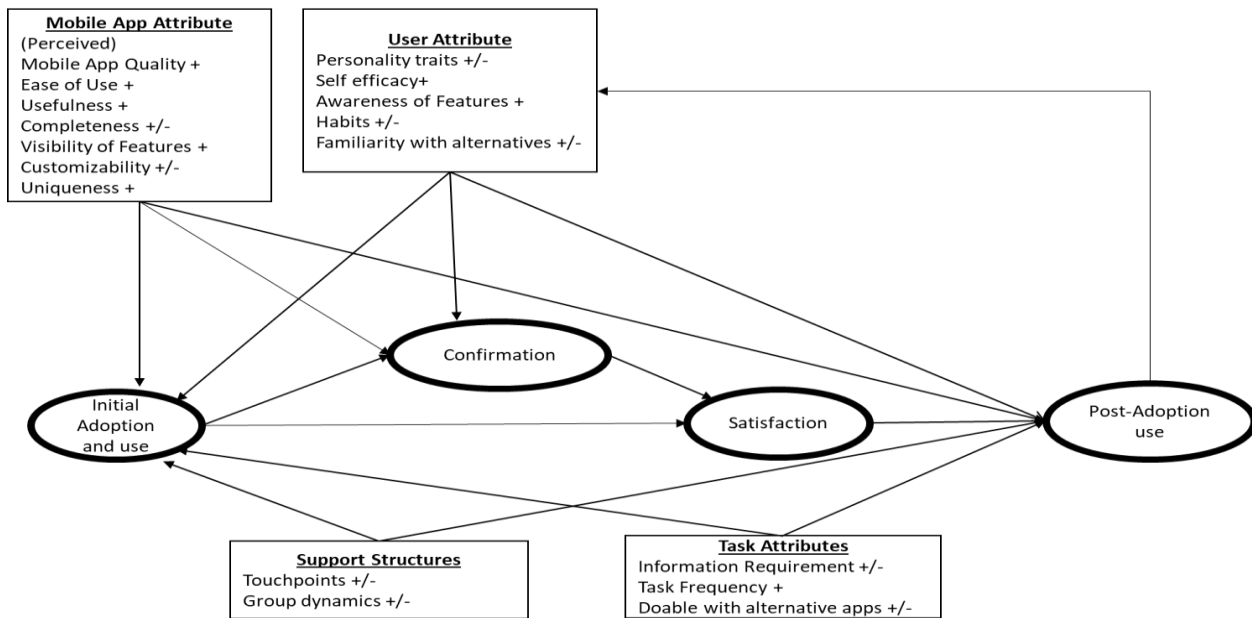 Mobile App Attribute
(Perceived)
Mobile App Quality +
Ease of Use +
Usefulness +
Completeness +/-
Visibility of Features +
Customizability +/-
Uniqueness +
User Attribute
Personality traits +/-
Self efficacy+
Awareness of Features +
Habits +/-
Familiarity with alternatives +/-
Confirmation
Initial
Adoption
and use
Satisfaction
Post-Adoption
use
Support Structures
Touchpoints +/-
Group dynamics +/-
Task Attributes
Information Requirement +/-
Task Frequency +
Doable with alternative apps +/-